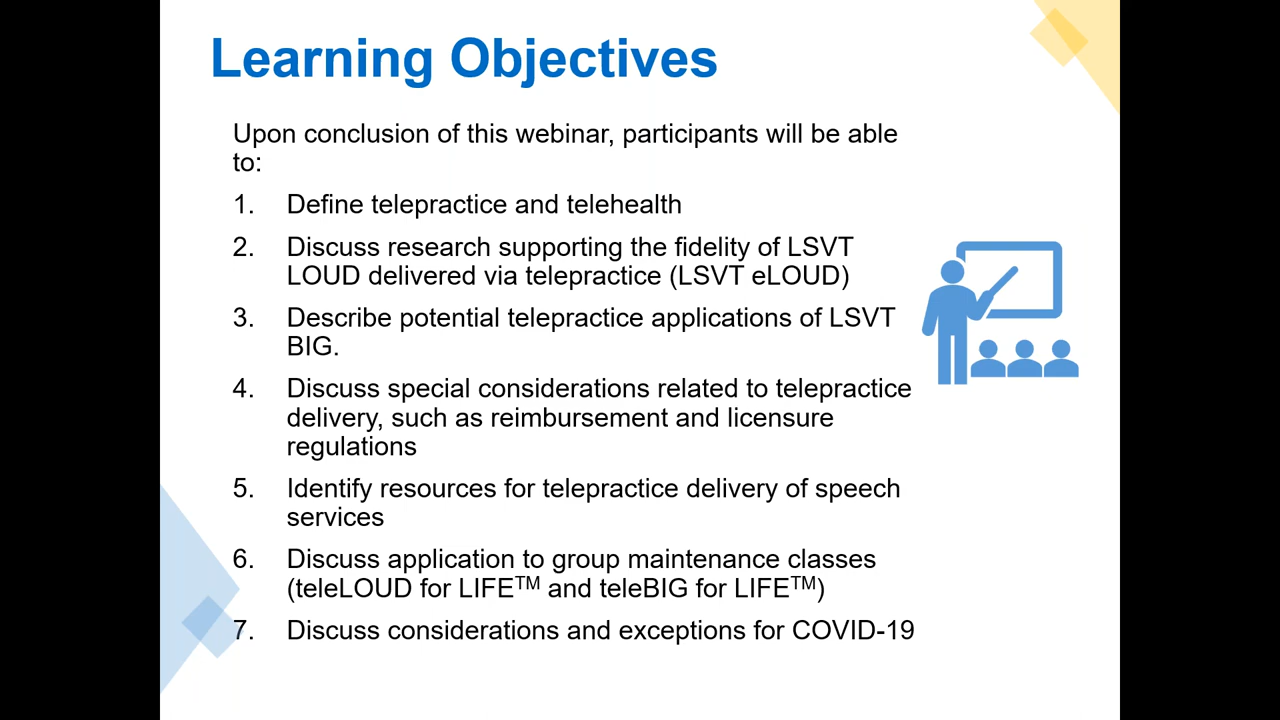 Learning Objectives
Upon conclusion of this webinar, participants will be able
to:
1. Define telepractice and telehealth
2. Discuss research supporting the fidelity of LSVT
LOUD delivered via telepractice (LSVT eLOUD)
3. Describe potential telepractice applications of LSVT
BIG.
4. Discuss special considerations related to telepractice
delivery, such as reimbursement and licensure
regulations
5. Identify resources for telepractice delivery of speech
services
6. Discuss application to group maintenance classes
(teleLOUD for LIFE™ and teleBIG for LIFE™)
7. Discuss considerations and exceptions for COVID-19